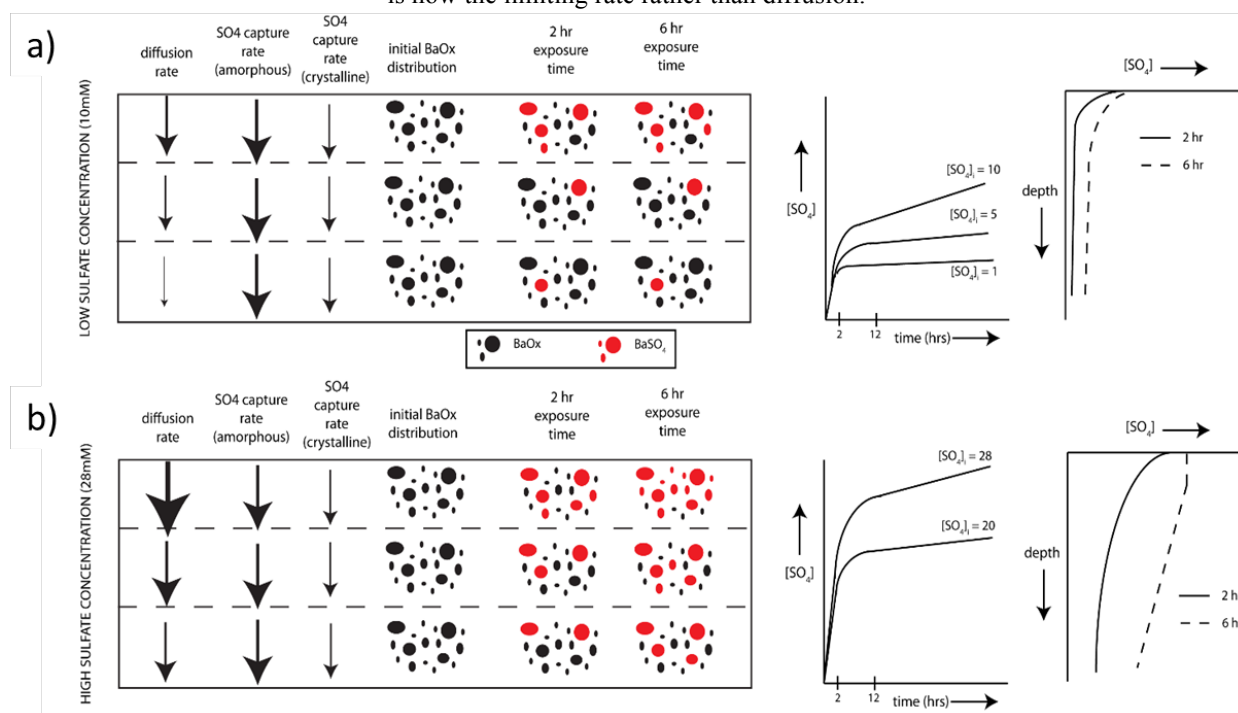 is now the limiting rate rather than diffusion.
a)
diffusion
rate
SO4 capture
rate
(amorphous)
SO4
capture
rate
(crystalline)
initial BaOx
distribution
2 hr
exposure
time
6 hr
exposure
time
LOW SULFATE CONCENTRATION (10mM)
BaOx
BaSO₄
[SO₄]
[SO₄]ᵢ = 10
[SO₄]ᵢ = 5
[SO₄]ᵢ = 1
2
12
time (hrs)
[SO₄]
2 hr
6 hr
depth
b)
diffusion
rate
SO4 capture
rate
(amorphous)
SO4
capture
rate
(crystalline)
initial BaOx
distribution
2 hr
exposure
time
6 hr
exposure
time
HIGH SULFATE CONCENTRATION (28mM)
[SO₄]
[SO₄]ᵢ = 28
[SO₄]ᵢ = 20
2
12
time (hrs)
[SO₄]
depth
2 h
6 h